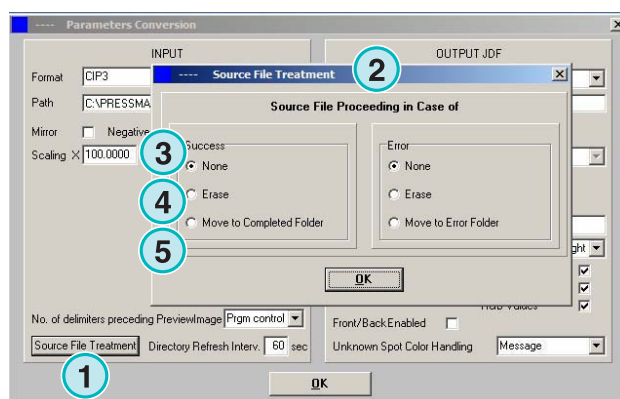 ---- Parameters Conversion
INPUT
OUTPUT JDF
Format CIP3
Path C:\PRESSMA
Mirror Negative
Scaling X 100.0000
---- Source File Treatment
2
Source File Proceeding in Case of
Success
Error
3
None
None
4
Erase
Erase
5
Move to Completed Folder
Move to Error Folder
OK
ght
No. of delimiters preceding PreviewImage Prgm control
Values
Front/Back Enabled
Source File Treatment Directory Refresh Interv. 60 sec
Unknown Spot Color Handling Message
1
OK